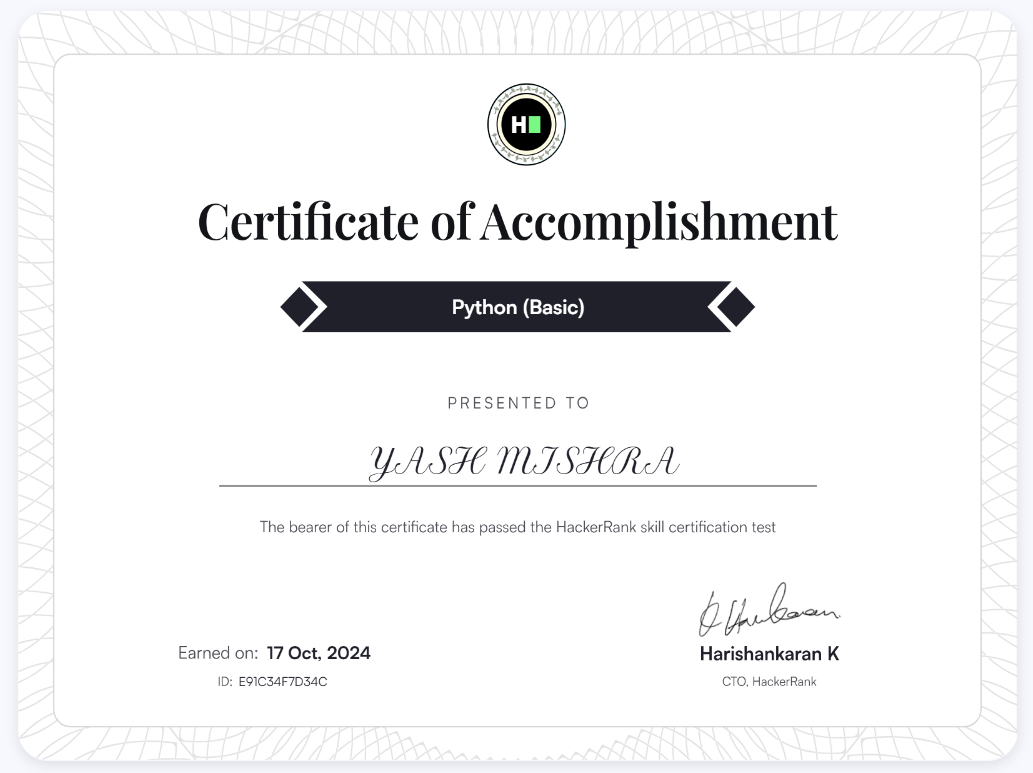 H
Certificate of Accomplishment
Python (Basic)
PRESENTED TO
YASH MISHRA
The bearer of this certificate has passed the HackerRank skill certification test
Earned on: 17 Oct, 2024
ID: E91C34F7D34C
Harishankaran K
CTO, HackerRank